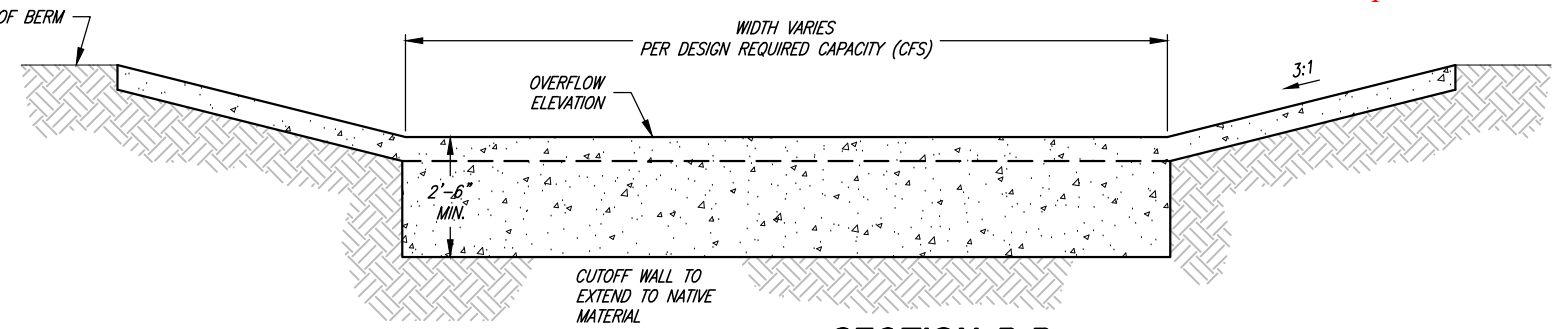 OF BERM
WIDTH VARIES
PER DESIGN REQUIRED CAPACITY (CFS)
OVERFLOW
ELEVATION
3:1
2'-6"
MIN.
CUTOFF WALL TO
EXTEND TO NATIVE
MATERIAL